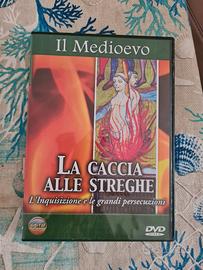 Il Medioevo
LA CACCIA
ALLE STREGHE
L'Inquisizione e le grandi persecuzioni
DVD